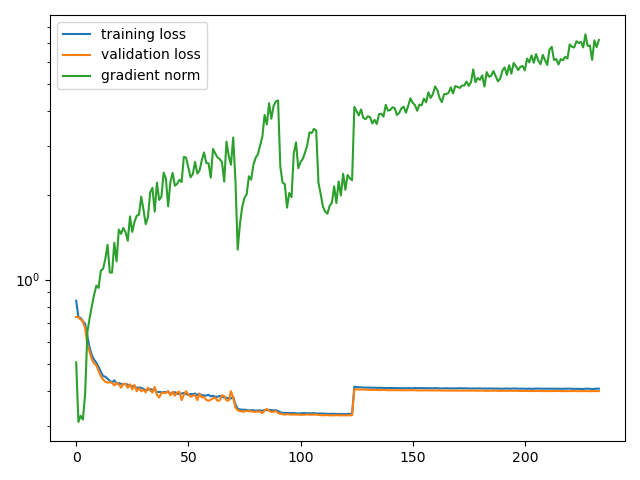 training loss
validation loss
gradient norm
10⁰
0 50 100 150 200